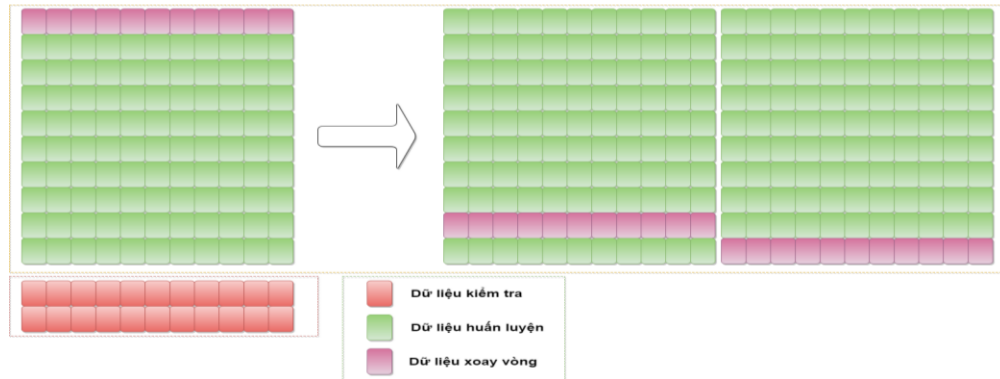 Dữ liệu kiểm tra
Dữ liệu huấn luyện
Dữ liệu xoay vòng